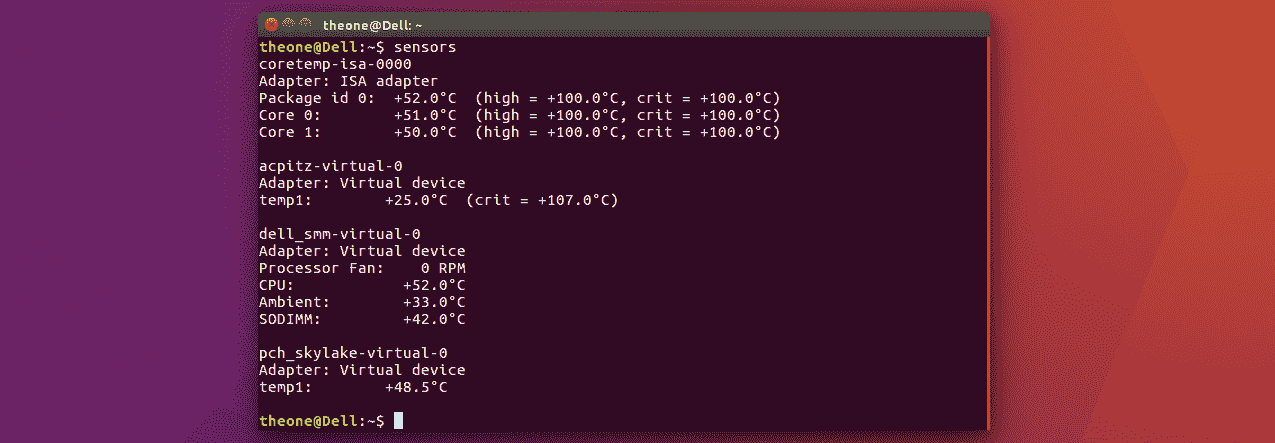 theone@Dell: ~
theone@Dell:~$ sensors
coretemp-isa-0000
Adapter: ISA adapter
Package id 0:  +52.0°C  (high = +100.0°C, crit = +100.0°C)
Core 0:        +51.0°C  (high = +100.0°C, crit = +100.0°C)
Core 1:        +50.0°C  (high = +100.0°C, crit = +100.0°C)
acpitz-virtual-0
Adapter: Virtual device
temp1:        +25.0°C  (crit = +107.0°C)
dell_smm-virtual-0
Adapter: Virtual device
Processor Fan:    0 RPM
CPU:            +52.0°C
Ambient:        +33.0°C
SODIMM:         +42.0°C
pch_skylake-virtual-0
Adapter: Virtual device
temp1:        +48.5°C
theone@Dell:~$